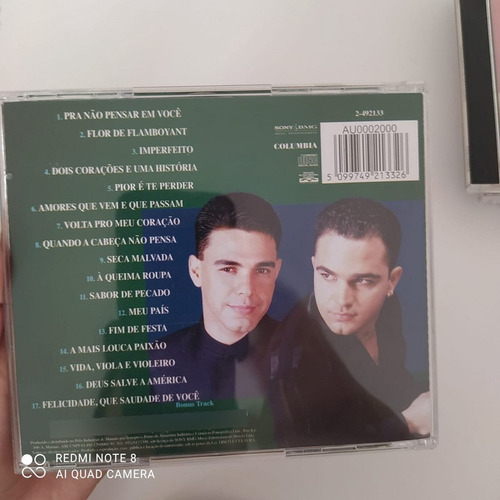 1. PRA NÃO PENSAR EM VOCÊ
2. FLOR DE FLAMBOYANT
3. IMPERFEITO
4. DOIS CORAÇÕES E UMA HISTÓRIA
5. PIOR É TE PERDER
6. AMORES QUE VEM E QUE PASSAM
7. VOLTA PRO MEU CORAÇÃO
8. QUANDO A CABEÇA NÃO PENSA
9. SECA MALVADA
10. À QUEIMA ROUPA
11. SABOR DE PECADO
12. MEU PAÍS
13. FIM DE FESTA
14. A MAIS LOUCA PAIXÃO
15. VIDA, VIOLA E VIOLEIRO
16. DEUS SALVE A AMÉRICA
17. FELICIDADE, QUE SAUDADE DE VOCÊ
Bonus Track
SONY BMG
COLUMBIA
2-492133
AU0002000
5 099749 213326
REDMI NOTE 8
AI QUAD CAMERA